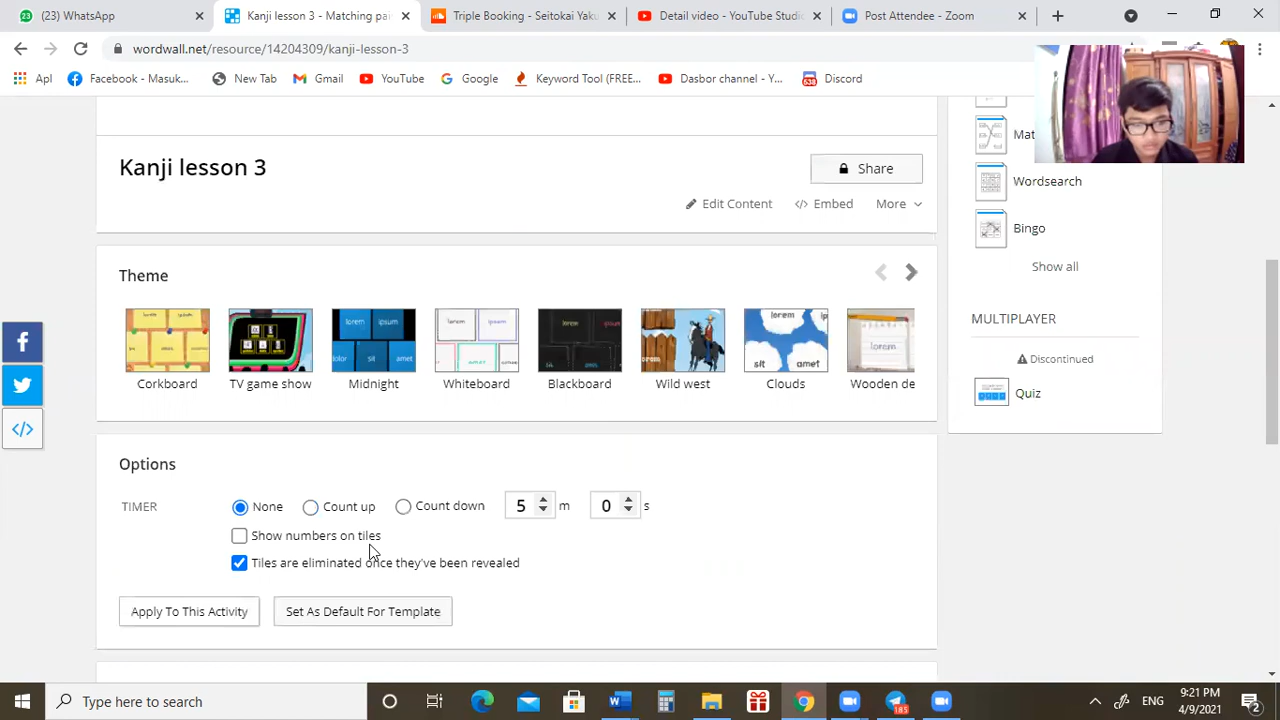 (23) WhatsApp
Kanji lesson 3 - Matching pai
Triple Booking - Seitokai Yaku
Detail video - YouTube Studi
Post Attendee - Zoom
wordwall.net/resource/14204309/kanji-lesson-3
Apl
Facebook - Masuk...
New Tab
Gmail
YouTube
Google
Keyword Tool (FREE...
Dasbor channel - Y...
Discord
Kanji lesson 3
Share
Edit Content
Embed
More
Mat
Wordsearch
Bingo
Show all
MULTIPLAYER
Discontinued
Quiz
Theme
Corkboard
TV game show
Midnight
Whiteboard
Blackboard
Wild west
Clouds
Wooden de
Options
TIMER
None
Count up
Count down
5 m
0 s
Show numbers on tiles
Tiles are eliminated once they've been revealed
Apply To This Activity
Set As Default For Template
Type here to search
ENG
9:21 PM
4/9/2021